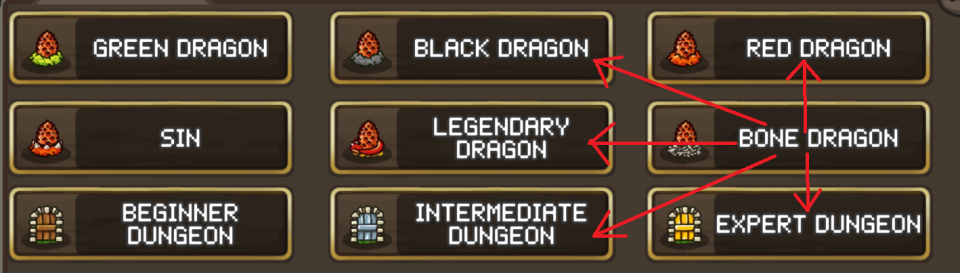 GREEN DRAGON
BLACK DRAGON
RED DRAGON
SIN
LEGENDARY
DRAGON
BONE DRAGON
BEGINNER
DUNGEON
INTERMEDIATE
DUNGEON
EXPERT DUNGEON